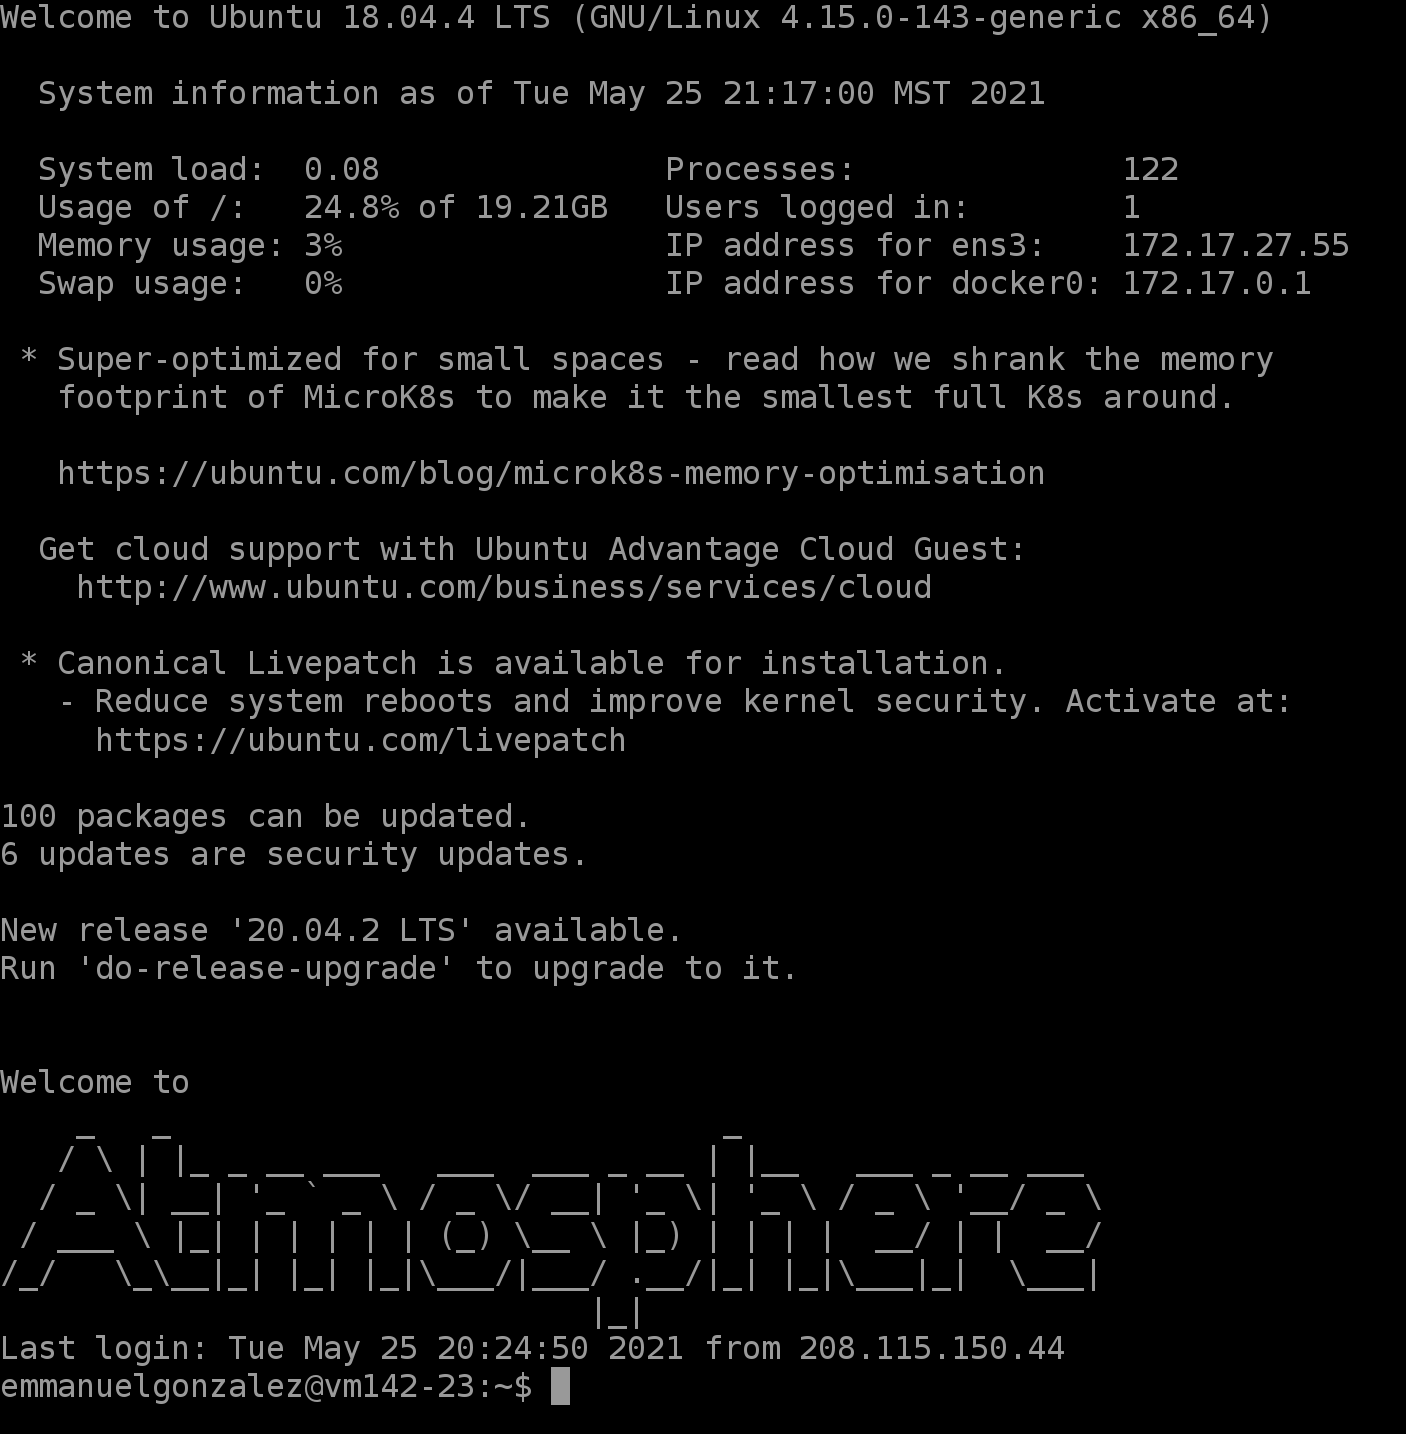 Welcome to Ubuntu 18.04.4 LTS (GNU/Linux 4.15.0-143-generic x86_64)

  System information as of Tue May 25 21:17:00 MST 2021

  System load:  0.08               Processes:              122
  Usage of /:   24.8% of 19.21GB   Users logged in:        1
  Memory usage: 3%                 IP address for ens3:    172.17.27.55
  Swap usage:   0%                 IP address for docker0: 172.17.0.1

 * Super-optimized for small spaces - read how we shrank the memory
   footprint of MicroK8s to make it the smallest full K8s around.

   https://ubuntu.com/blog/microk8s-memory-optimisation

  Get cloud support with Ubuntu Advantage Cloud Guest:
    http://www.ubuntu.com/business/services/cloud

 * Canonical Livepatch is available for installation.
   - Reduce system reboots and improve kernel security. Activate at:
     https://ubuntu.com/livepatch

100 packages can be updated.
6 updates are security updates.

New release '20.04.2 LTS' available.
Run 'do-release-upgrade' to upgrade to it.


Welcome to
Atmosphere
Last login: Tue May 25 20:24:50 2021 from 208.115.150.44
emmanuelgonzalez@vm142-23:~$